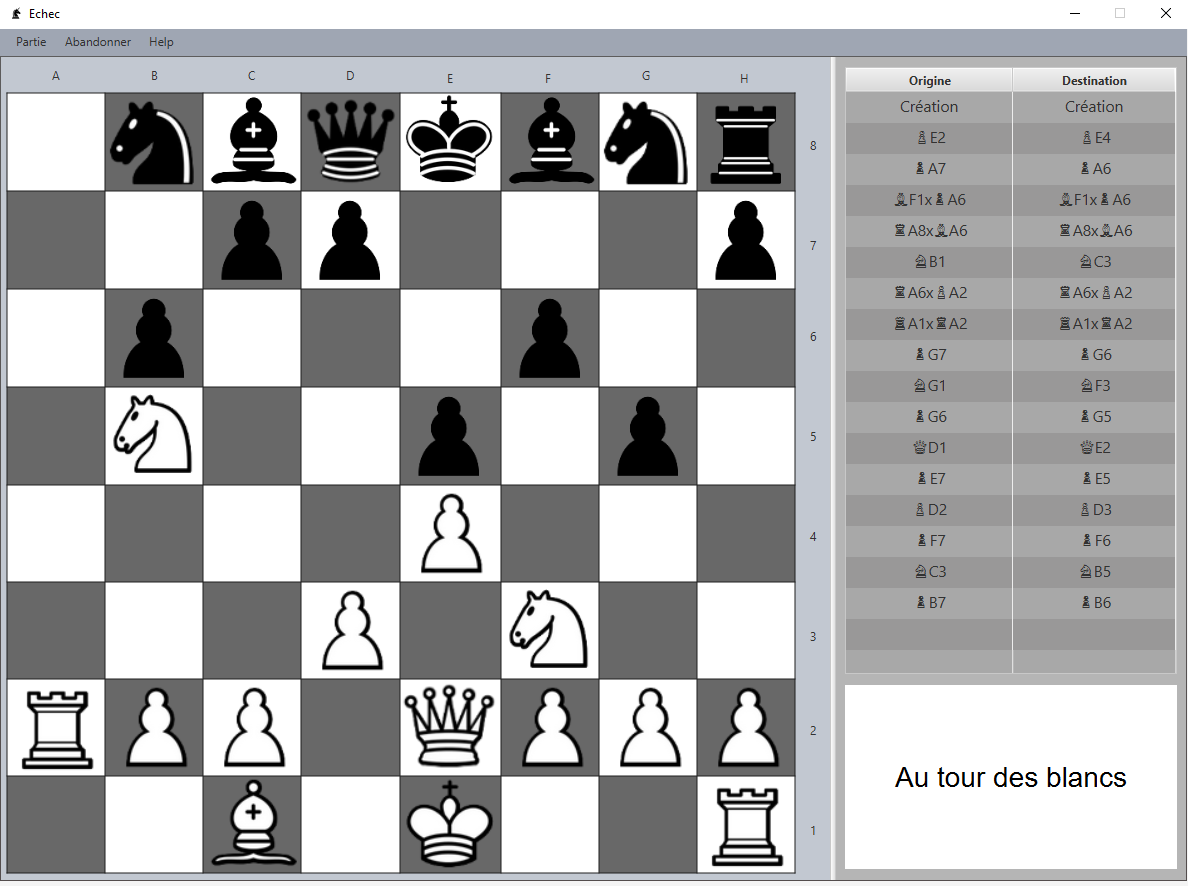 Echec
Partie Abandonner Help
A B C D E F G H
8
7
6
5
4
3
2
1
Origine Destination
Création Création
♗E2 ♗E4
♝A7 ♝A6
♗F1x♝A6 ♗F1x♝A6
♜A8x♗A6 ♜A8x♗A6
♘B1 ♘C3
♜A6x♙A2 ♜A6x♙A2
♖A1x♜A2 ♖A1x♜A2
♝G7 ♝G6
♘G1 ♘F3
♝G6 ♝G5
♕D1 ♕E2
♝E7 ♝E5
♙D2 ♙D3
♝F7 ♝F6
♘C3 ♘B5
♝B7 ♝B6
Au tour des blancs